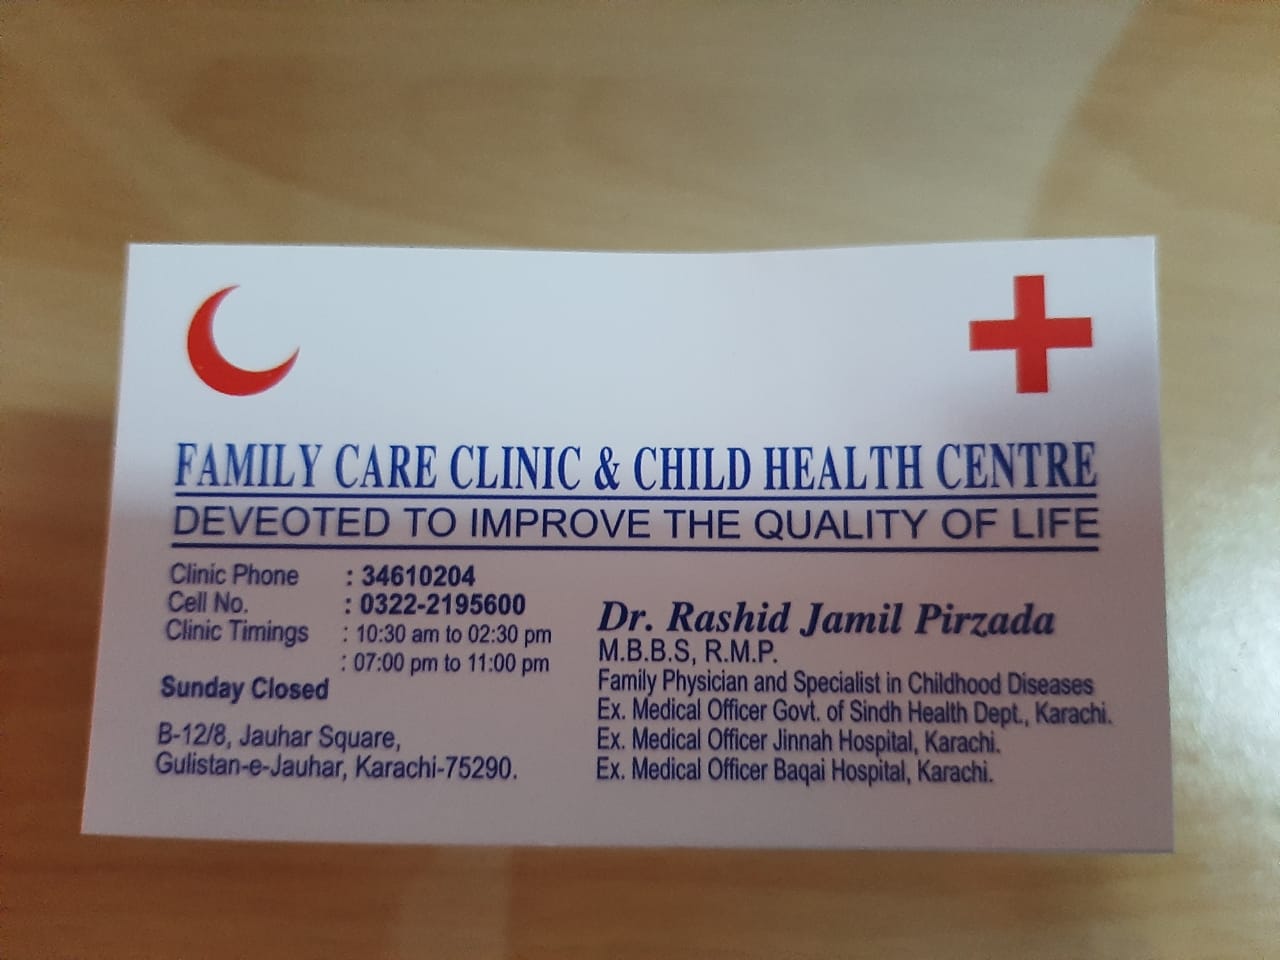 FAMILY CARE CLINIC & CHILD HEALTH CENTRE
DEVEOTED TO IMPROVE THE QUALITY OF LIFE
Clinic Phone : 34610204
Cell No. : 0322-2195600
Clinic Timings : 10:30 am to 02:30 pm
: 07:00 pm to 11:00 pm
Sunday Closed
B-12/8, Jauhar Square,
Gulistan-e-Jauhar, Karachi-75290.
Dr. Rashid Jamil Pirzada
M.B.B.S, R.M.P.
Family Physician and Specialist in Childhood Diseases
Ex. Medical Officer Govt. of Sindh Health Dept., Karachi.
Ex. Medical Officer Jinnah Hospital, Karachi.
Ex. Medical Officer Baqai Hospital, Karachi.